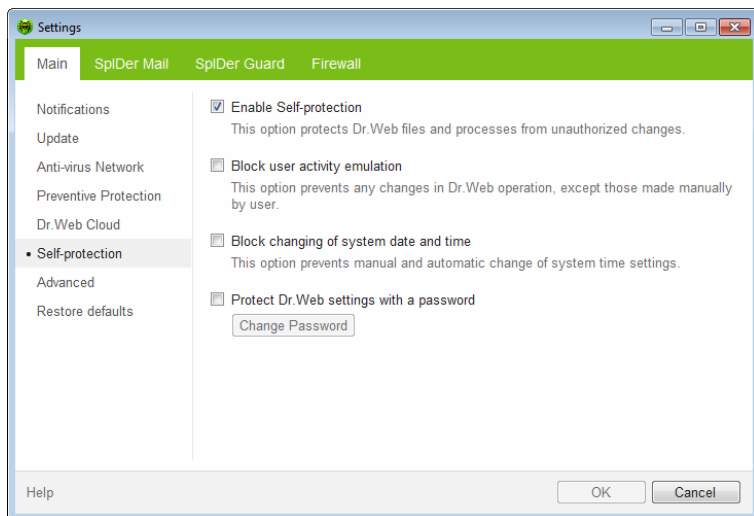 Settings
Main SpIDer Mail SpIDer Guard Firewall
Notifications
Update
Anti-virus Network
Preventive Protection
Dr.Web Cloud
Self-protection
Advanced
Restore defaults
Enable Self-protection
This option protects Dr.Web files and processes from unauthorized changes.
Block user activity emulation
This option prevents any changes in Dr.Web operation, except those made manually
by user.
Block changing of system date and time
This option prevents manual and automatic change of system time settings.
Protect Dr.Web settings with a password
Change Password
Help OK Cancel